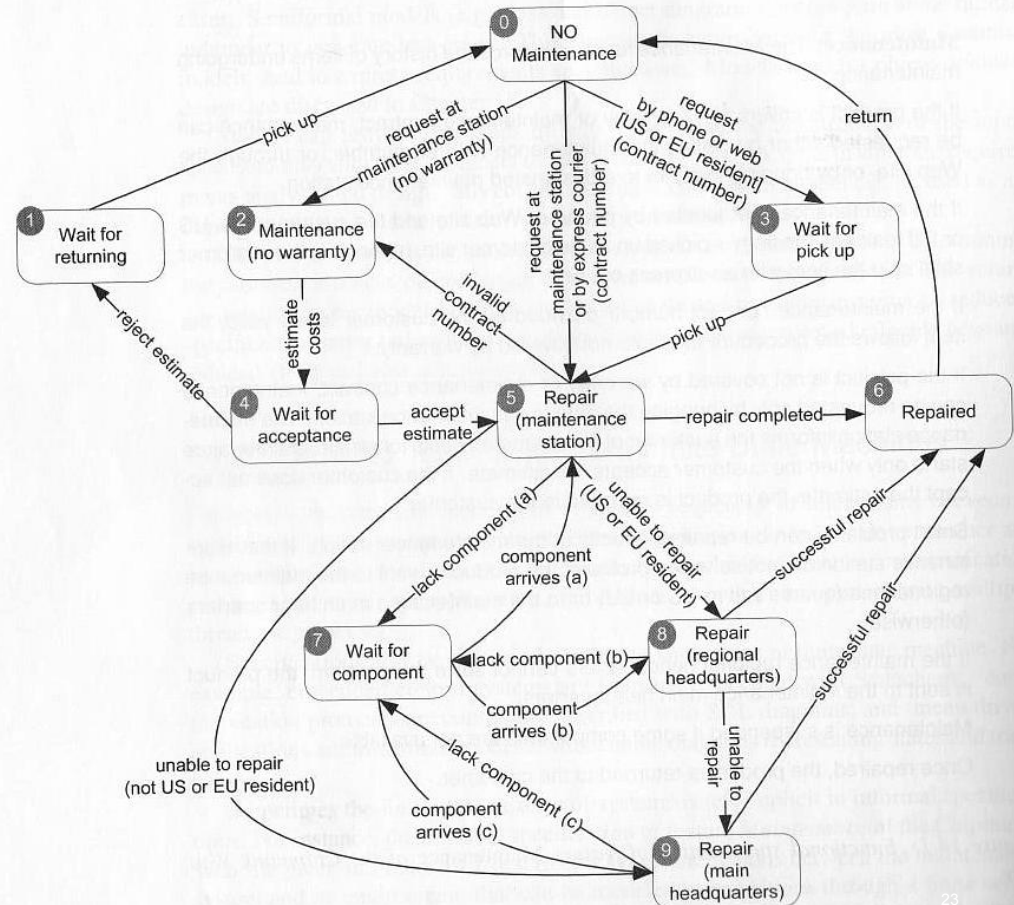 0
NO
Maintenance
pick up
request at
maintenance station
(no warranty)
request at
maintenance station
or by express courier
(contract number)
request
by phone or web
[US or EU resident]
(contract number)
return
1
Wait for
returning
2
Maintenance
(no warranty)
3
Wait for
pick up
reject estimate
estimate
costs
invalid
contract
number
pick up
4
Wait for
acceptance
accept
estimate
5
Repair
(maintenance
station)
repair completed
6
Repaired
lack component (a)
component
arrives (a)
unable to repair
[US or EU resident]
successful repair
successful repair
7
Wait for
component
lack component (b)
component
arrives (b)
8
Repair
(regional
headquarters)
unable to repair
(not US or EU resident)
lack component (c)
component
arrives (c)
unable to
repair
9
Repair
(main
headquarters)
23